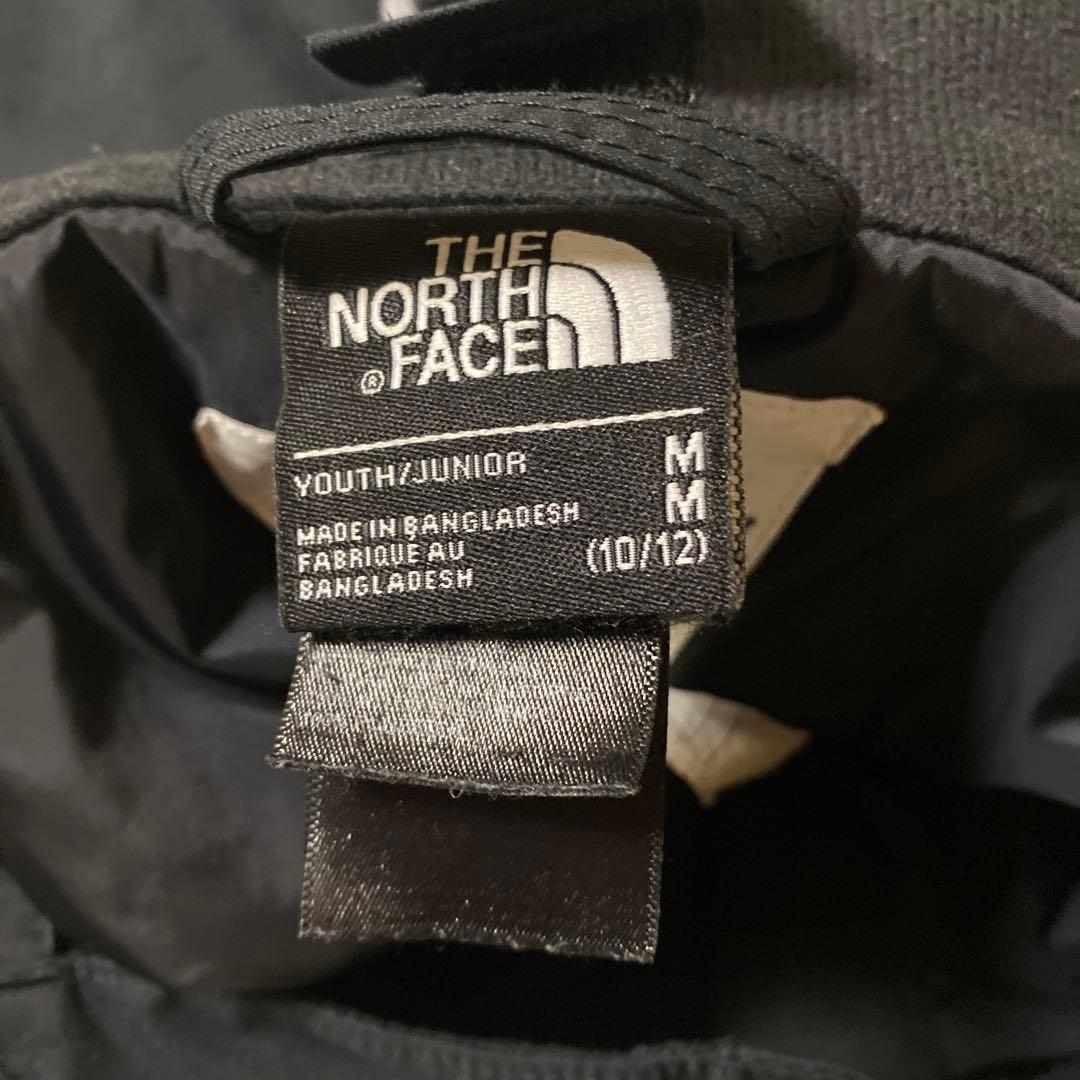 THE
NORTH
FACE
®
YOUTH/JUNIOR
M
M
(10/12)
MADE IN BANGLADESH
FABRIQUE AU
BANGLADESH